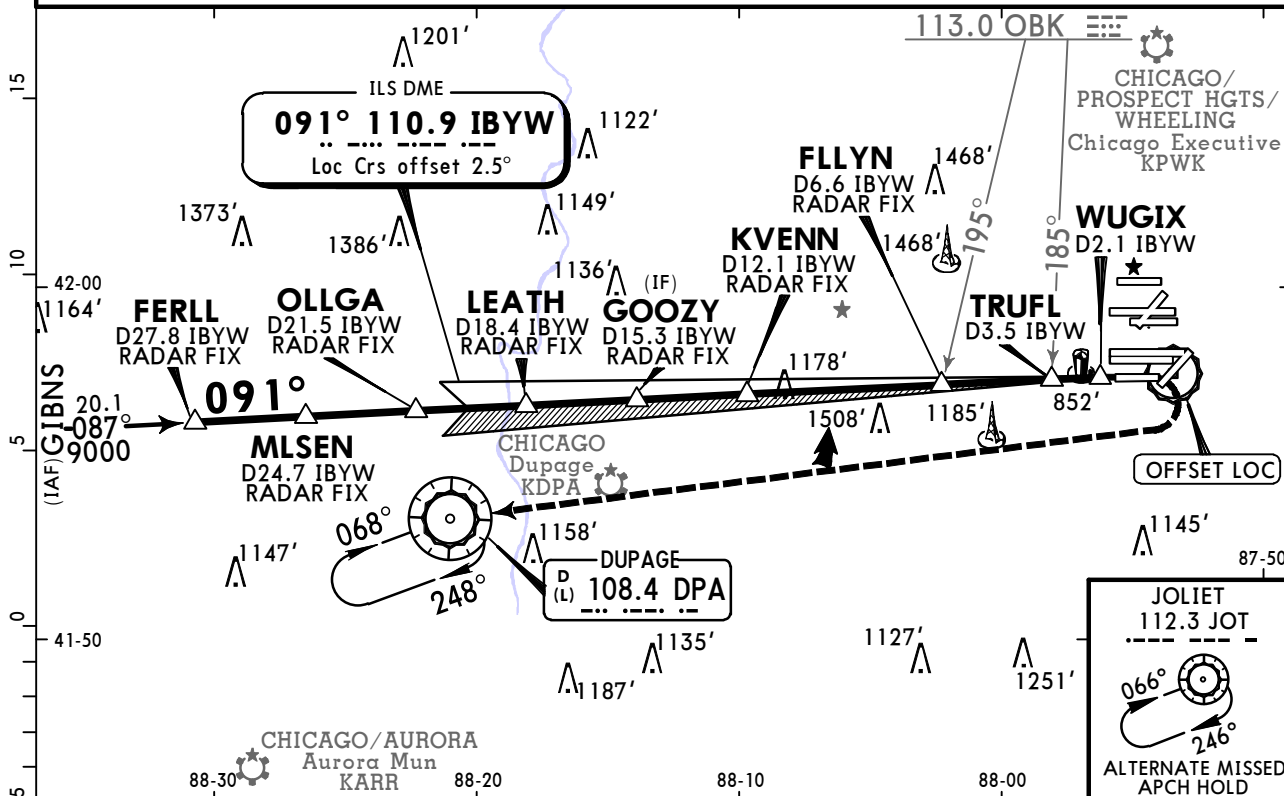 113.0 OBK
CHICAGO/
PROSPECT HGTS/
WHEELING
Chicago Executive
KPWK
195°
185°
15
10
5
0
5
1201'
ILS DME
091° 110.9 IBYW
Loc Crs offset 2.5°
1122'
1373'
1386'
1149'
1136'
1468'
1468'
42-00
1164'
FERLL
D27.8 IBYW
RADAR FIX
OLLGA
D21.5 IBYW
RADAR FIX
LEATH
D18.4 IBYW
RADAR FIX
(IF)
GOOZY
D15.3 IBYW
RADAR FIX
KVENN
D12.1 IBYW
RADAR FIX
FLLYN
D6.6 IBYW
RADAR FIX
TRUFL
D3.5 IBYW
WUGIX
D2.1 IBYW
(IAF) GIBNS
20.1
087°
9000
091°
MLSEN
D24.7 IBYW
RADAR FIX
1178'
1508'
1185'
852'
OFFSET LOC
CHICAGO
Dupage
KDPA
068°
248°
1147'
1158'
DUPAGE
D
(L) 108.4 DPA
1145'
87-50
41-50
1187'
1135'
1127'
1251'
JOLIET
112.3 JOT
066°
246°
ALTERNATE MISSED
APCH HOLD
CHICAGO/AURORA
Aurora Mun
KARR
88-30
88-20
88-10
88-00